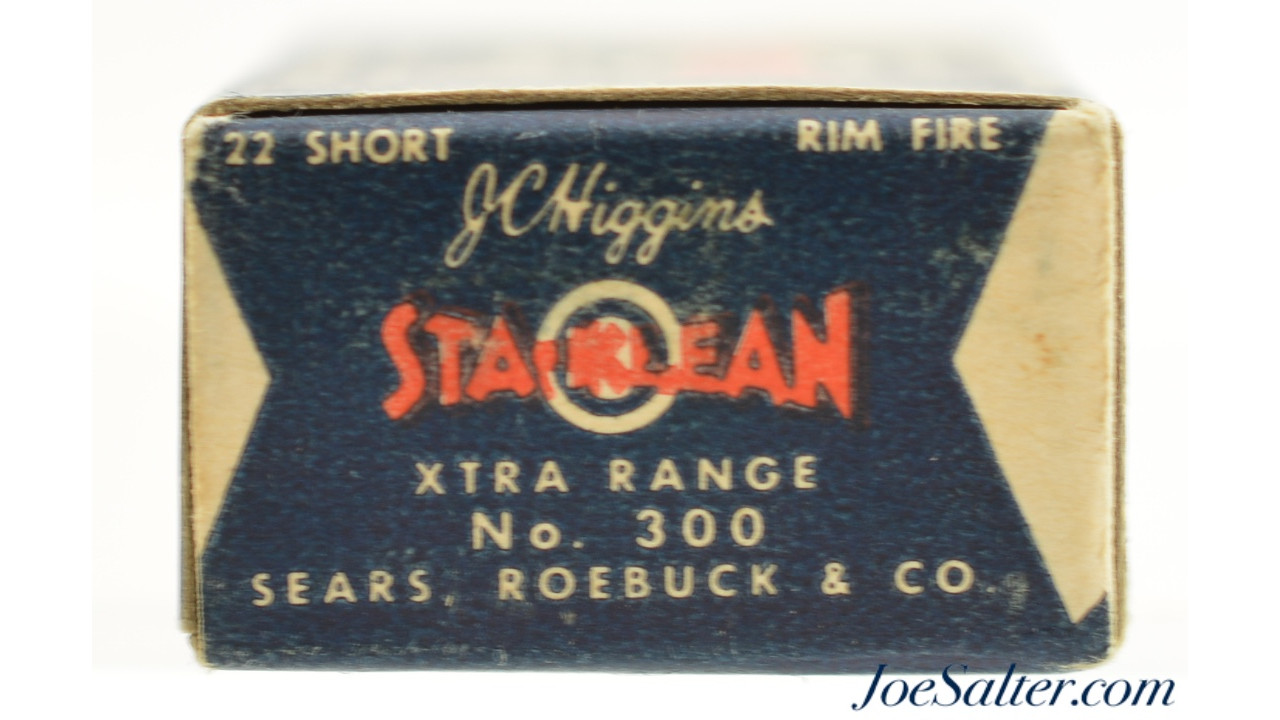 22 SHORT RIM FIRE
J.C. Higgins
STA-KLEAN
XTRA RANGE
No. 300
SEARS, ROEBUCK & CO.
JoeSalter.com